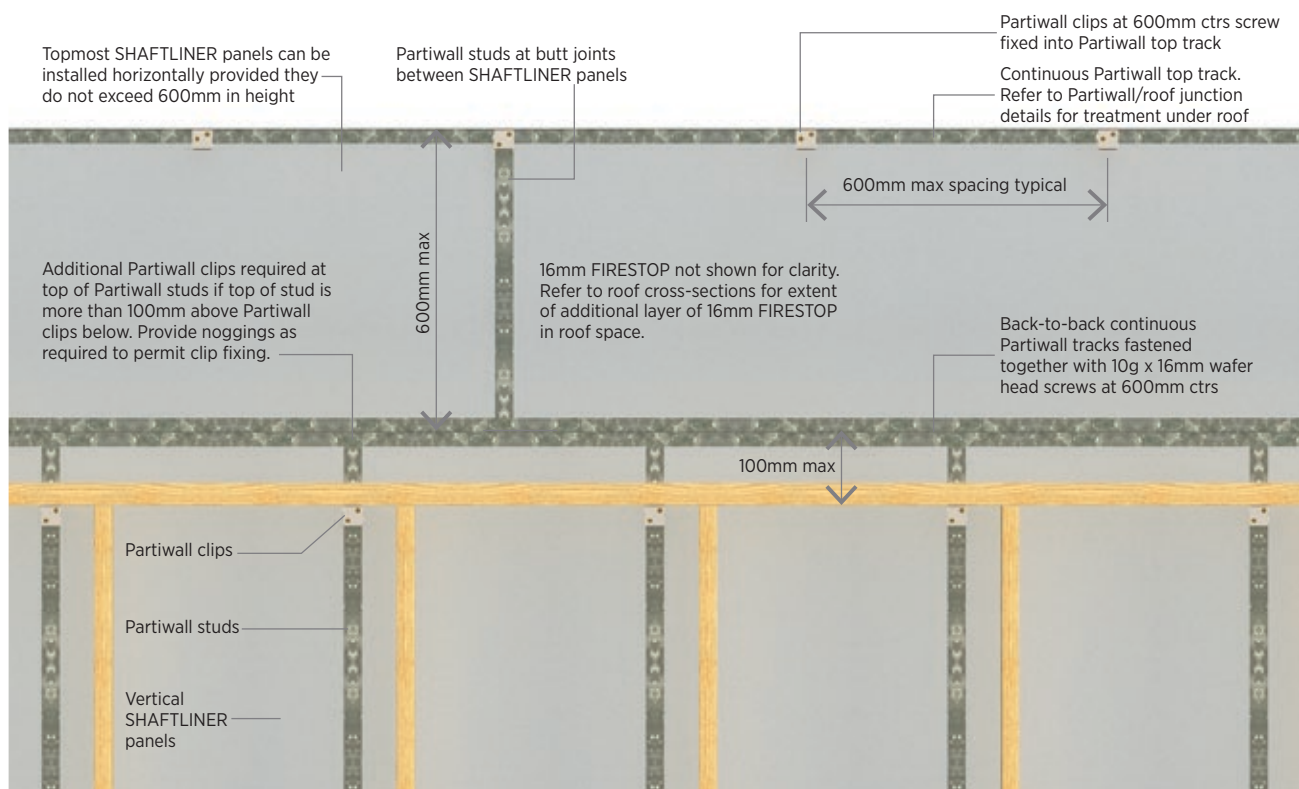 Topmost SHAFTLINER panels can be
installed horizontally provided they
do not exceed 600mm in height
Partiwall studs at butt joints
between SHAFTLINER panels
Partiwall clips at 600mm ctrs screw
fixed into Partiwall top track
Continuous Partiwall top track.
Refer to Partiwall/roof junction
details for treatment under roof
600mm max spacing typical
600mm max
Additional Partiwall clips required at
top of Partiwall studs if top of stud is
more than 100mm above Partiwall
clips below. Provide noggings as
required to permit clip fixing.
16mm FIRESTOP not shown for clarity.
Refer to roof cross-sections for extent
of additional layer of 16mm FIRESTOP
in roof space.
Back-to-back continuous
Partiwall tracks fastened
together with 10g x 16mm wafer
head screws at 600mm ctrs
100mm max
Partiwall clips
Partiwall studs
Vertical
SHAFTLINER
panels